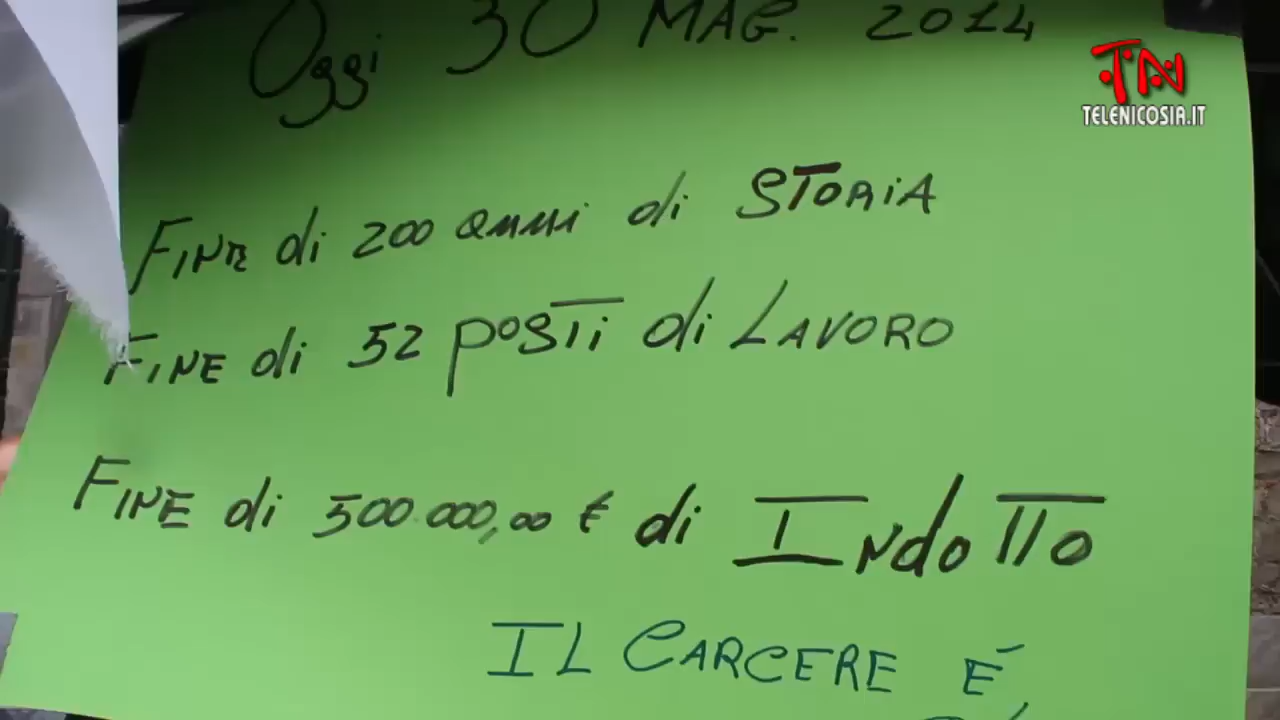 Oggi 30 MAG. 2014
TN
TELENICOSIA.IT
FINE di 200 anni di STORiA
FINE di 52 posti di LAVORO
FINE di 500.000,00 € di INdoTTo
IL CARCERE É